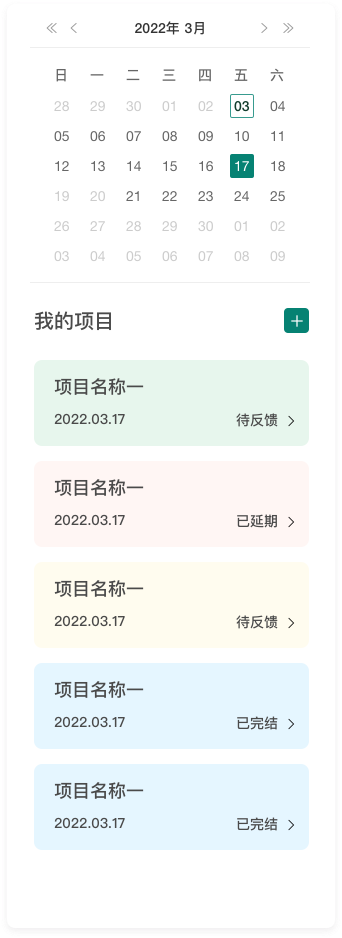 2022年 3月
日 一 二 三 四 五 六
28 29 30 01 02 03 04
05 06 07 08 09 10 11
12 13 14 15 16 17 18
19 20 21 22 23 24 25
26 27 28 29 30 01 02
03 04 05 06 07 08 09
我的项目
项目名称一
2022.03.17 待反馈
项目名称一
2022.03.17 已延期
项目名称一
2022.03.17 待反馈
项目名称一
2022.03.17 已完结
项目名称一
2022.03.17 已完结